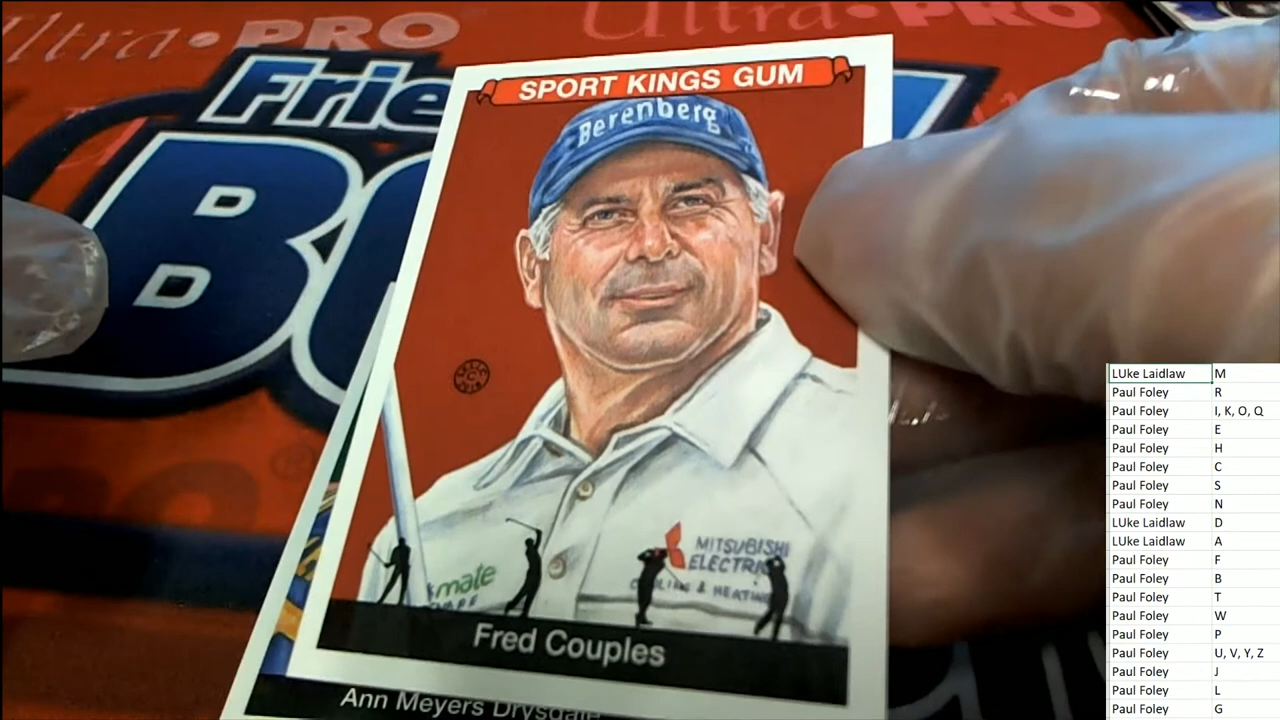 Ultra•PRO
Ultra•PRO
Frie
B
SPORT KINGS GUM
Berenberg
MITSUBISHI
ELECTRIC
COOLING & HEATING
mate
Fred Couples
Ann Meyers Drysdale
LUke Laidlaw M
Paul Foley R
Paul Foley I, K, O, Q
Paul Foley E
Paul Foley H
Paul Foley C
Paul Foley S
Paul Foley N
LUke Laidlaw D
LUke Laidlaw A
Paul Foley F
Paul Foley B
Paul Foley T
Paul Foley W
Paul Foley P
Paul Foley U, V, Y, Z
Paul Foley J
Paul Foley L
Paul Foley G